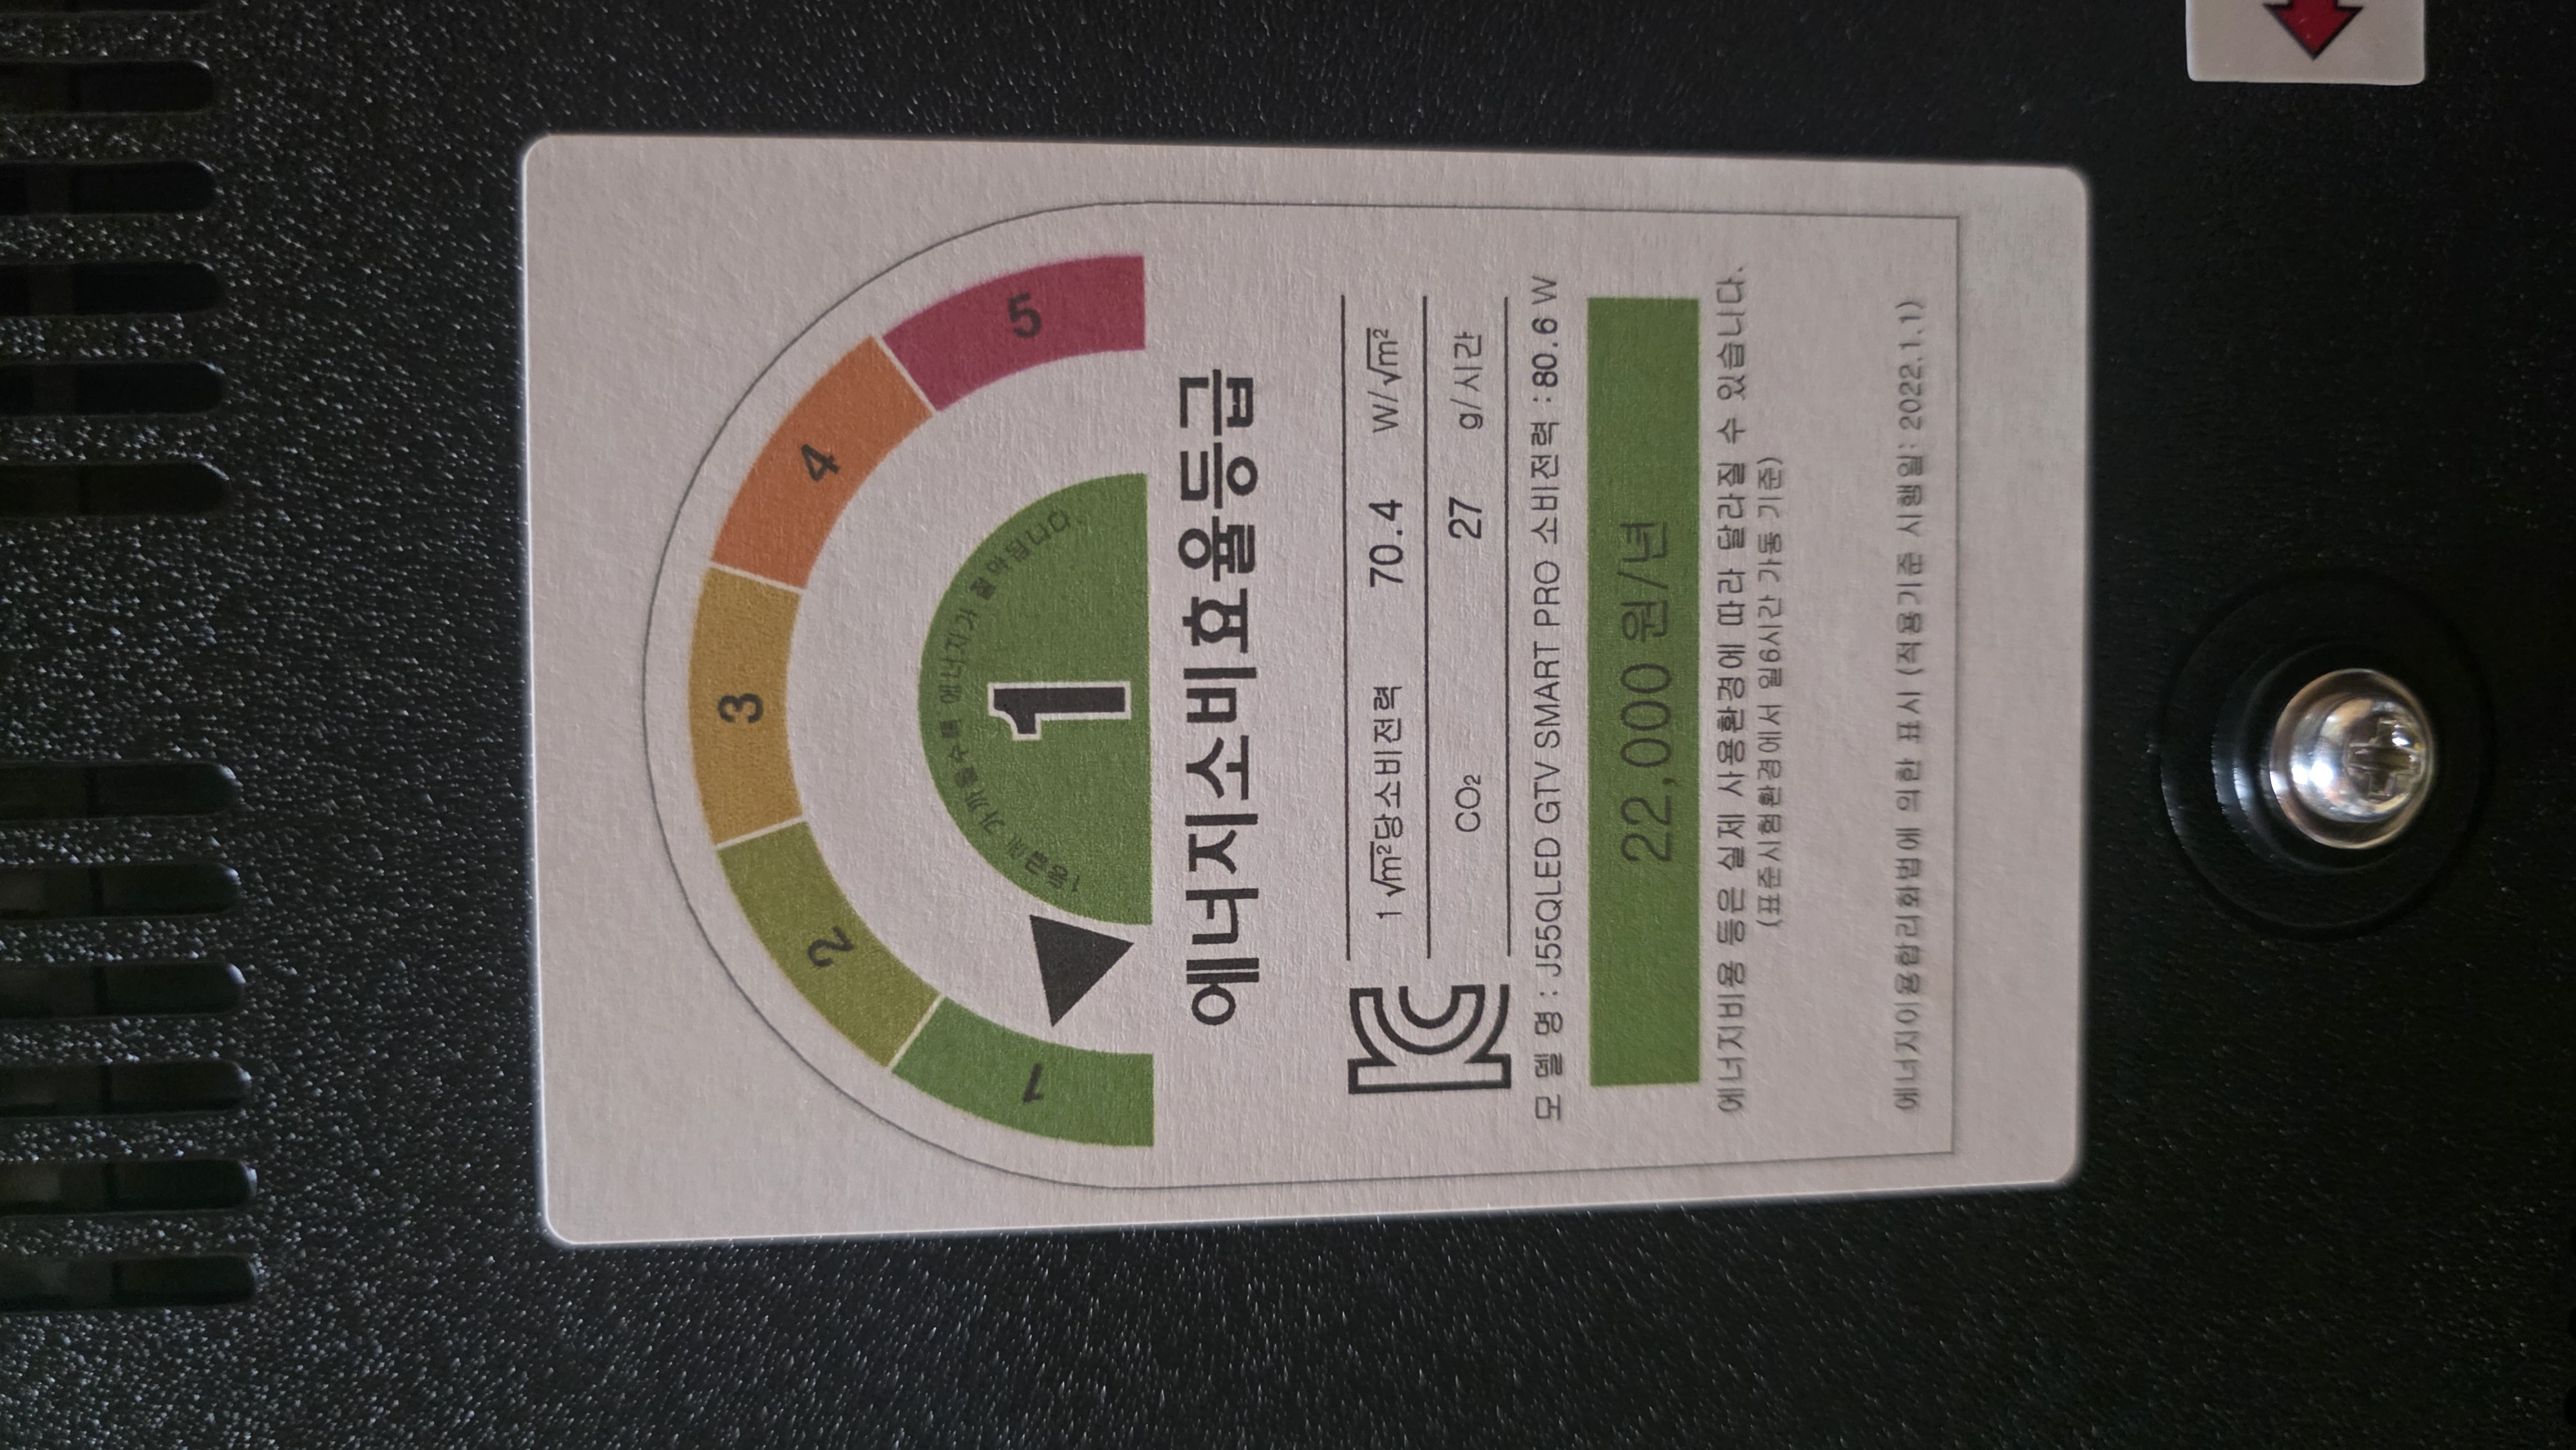 1 2 3 4 5
1등급에 가까울수록 에너지가 절약됩니다.
1
에너지소비효율등급
1√m²당소비전력 70.4 W/√m²
CO₂ 27 g/시간
모 델 명 : J55QLED GTV SMART PRO 소비전력 : 80.6 W
22,000 원/년
에너지비용 등은 실제 사용환경에 따라 달라질 수 있습니다.
(표준시험환경에서 일6시간 가동 기준)
에너지이용합리화법에 의한 표시 (적용기준 시행일: 2022.1.1)